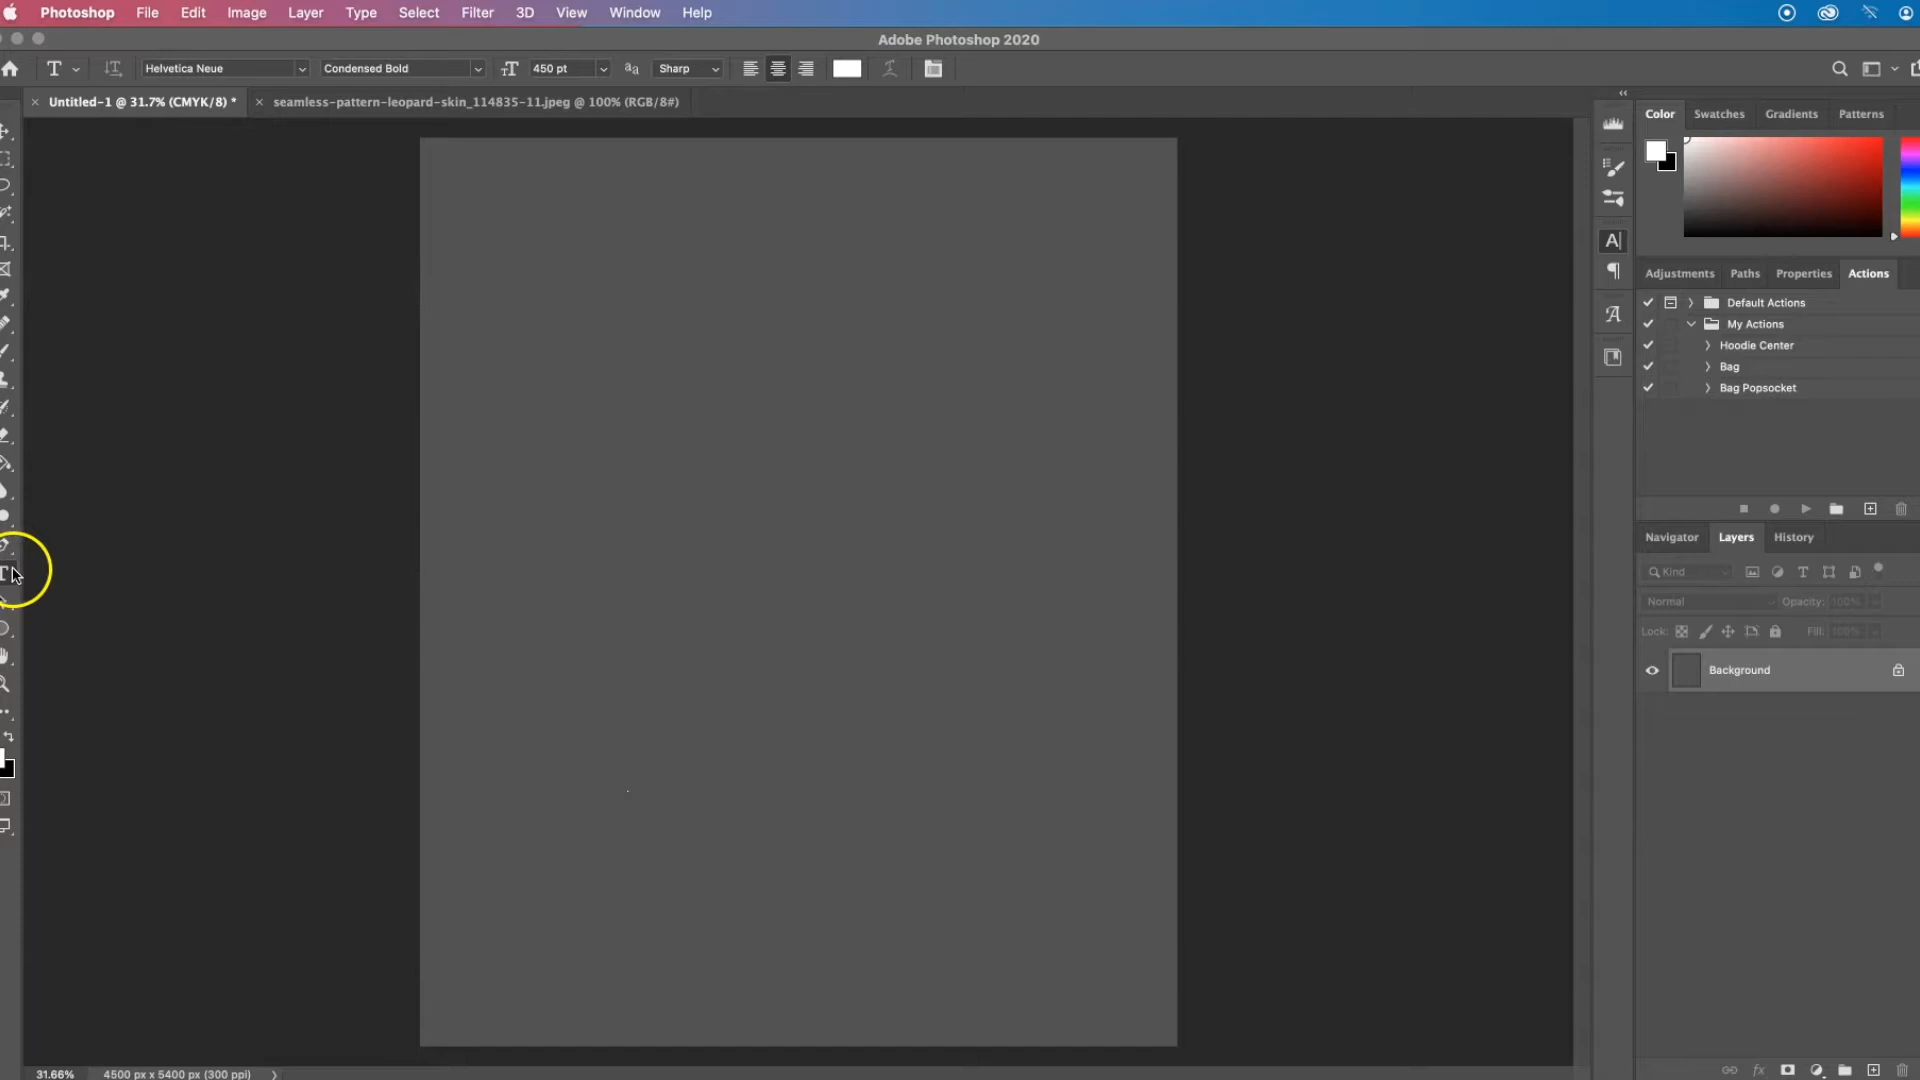 Photoshop File Edit Image Layer Type Select Filter 3D View Window Help
Adobe Photoshop 2020
T Helvetica Neue Condensed Bold 450 pt Sharp
Untitled-1 @ 31.7% (CMYK/8) * seamless-pattern-leopard-skin_114835-11.jpeg @ 100% (RGB/8#)
Color Swatches Gradients Patterns
Adjustments Paths Properties Actions
Default Actions
My Actions
Hoodie Center
Bag
Bag Popsocket
Navigator Layers History
Kind
Normal Opacity: 100%
Lock: Fill: 100%
Background
31.66% 4500 px x 5400 px (300 ppi)